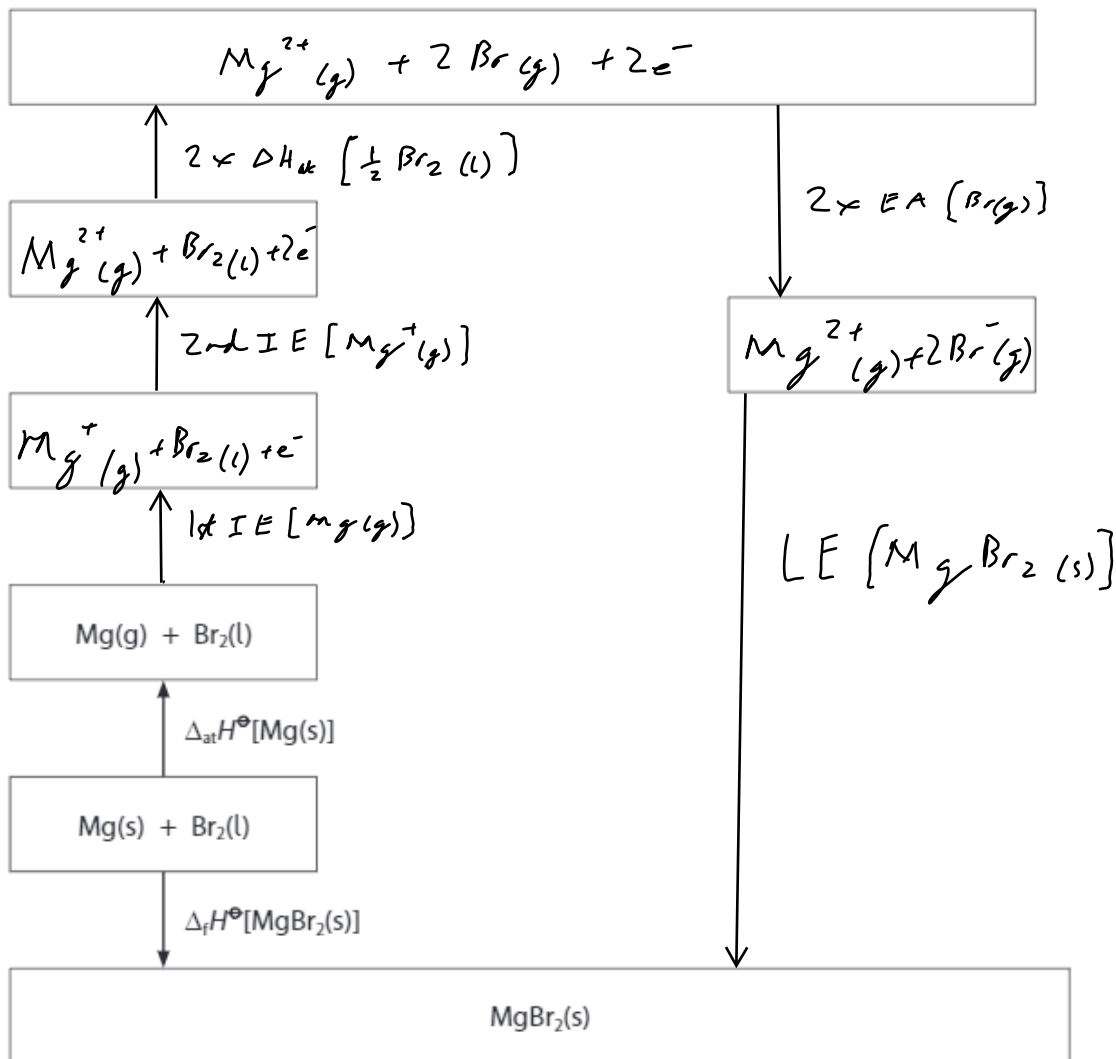 Mg²⁺(g) + 2 Br(g) + 2e⁻
2 × ΔHat [½ Br₂ (l)]
2 × EA [Br(g)]
Mg²⁺(g) + Br₂(l) + 2e⁻
2nd IE [Mg⁺(g)]
Mg²⁺(g) + 2Br⁻(g)
Mg⁺(g) + Br₂(l) + e⁻
1st IE [Mg(g)]
LE [MgBr₂(s)]
Mg(g) + Br₂(l)
ΔatH⦵[Mg(s)]
Mg(s) + Br₂(l)
ΔfH⦵[MgBr₂(s)]
MgBr₂(s)